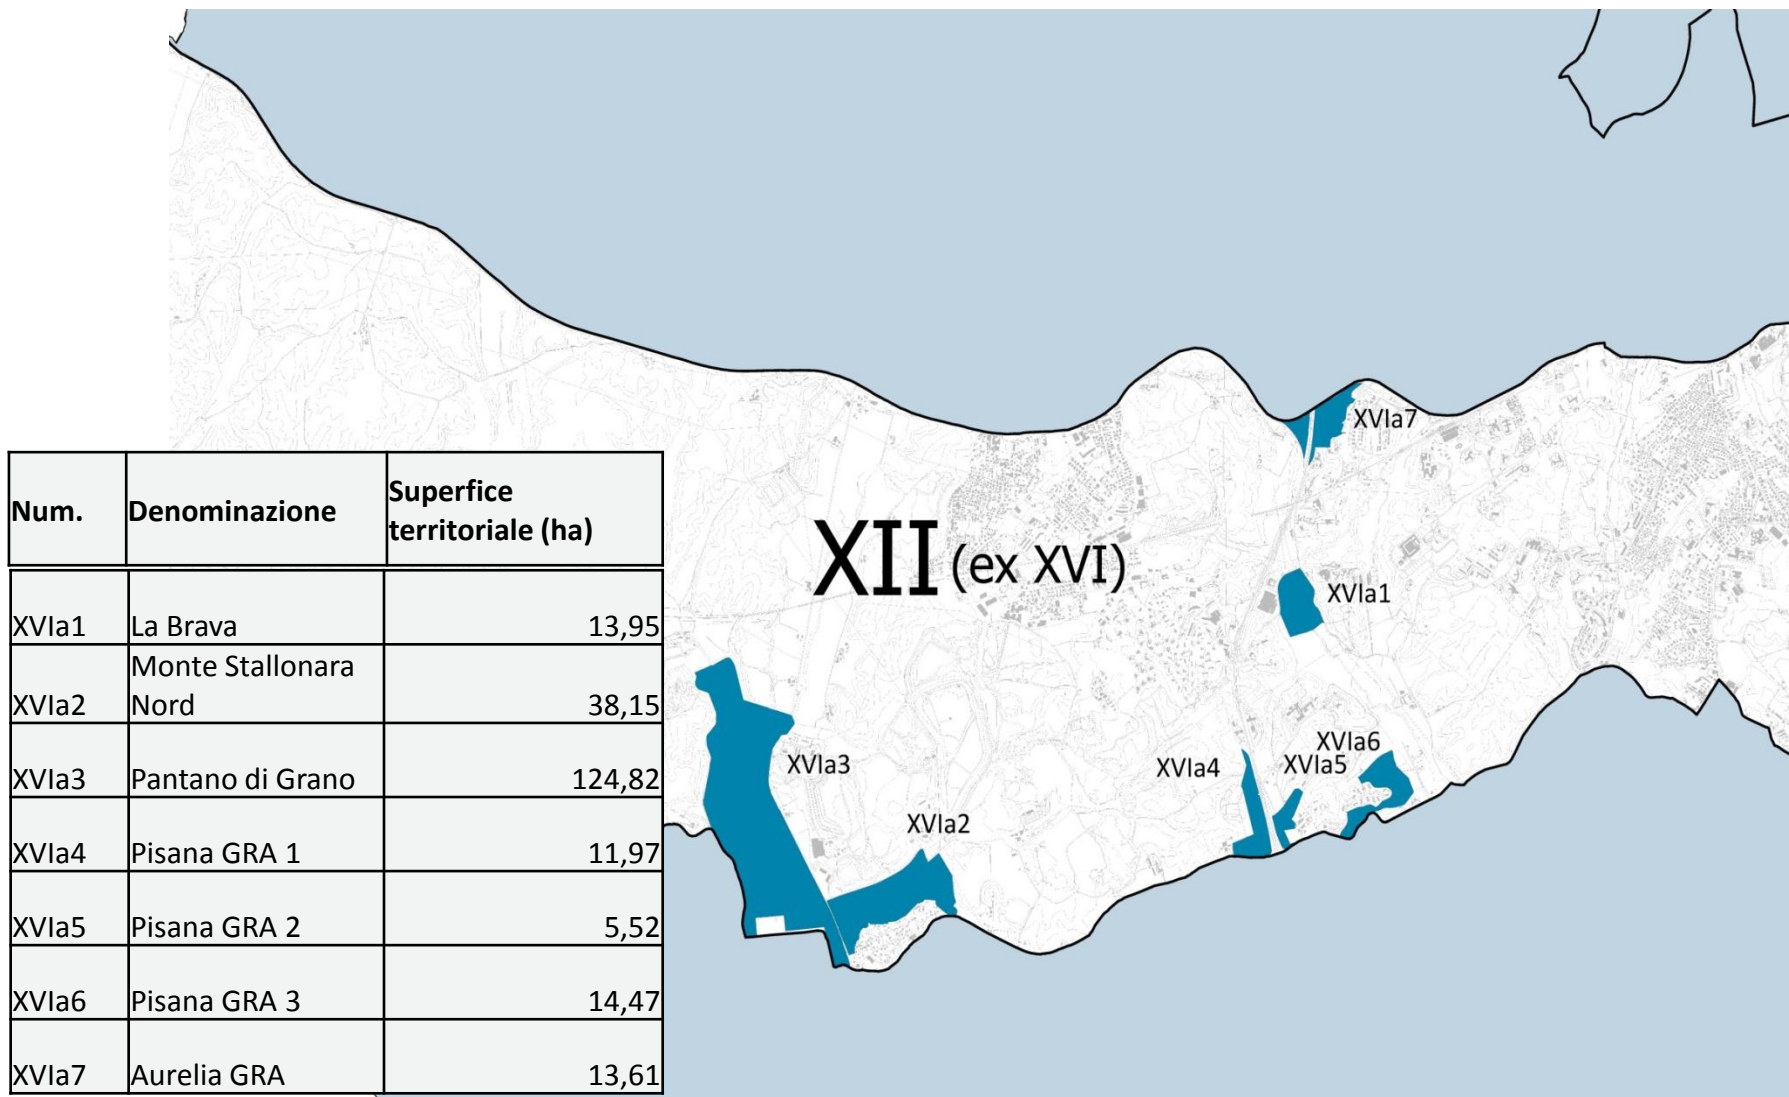 XVIa7
XII (ex XVI)
XVIa1
XVIa6
XVIa3
XVIa4
XVIa5
XVIa2
Num. Denominazione Superfice
territoriale (ha)
XVIa1 La Brava 13,95
Monte Stallonara
XVIa2 Nord 38,15
XVIa3 Pantano di Grano 124,82
XVIa4 Pisana GRA 1 11,97
XVIa5 Pisana GRA 2 5,52
XVIa6 Pisana GRA 3 14,47
XVIa7 Aurelia GRA 13,61